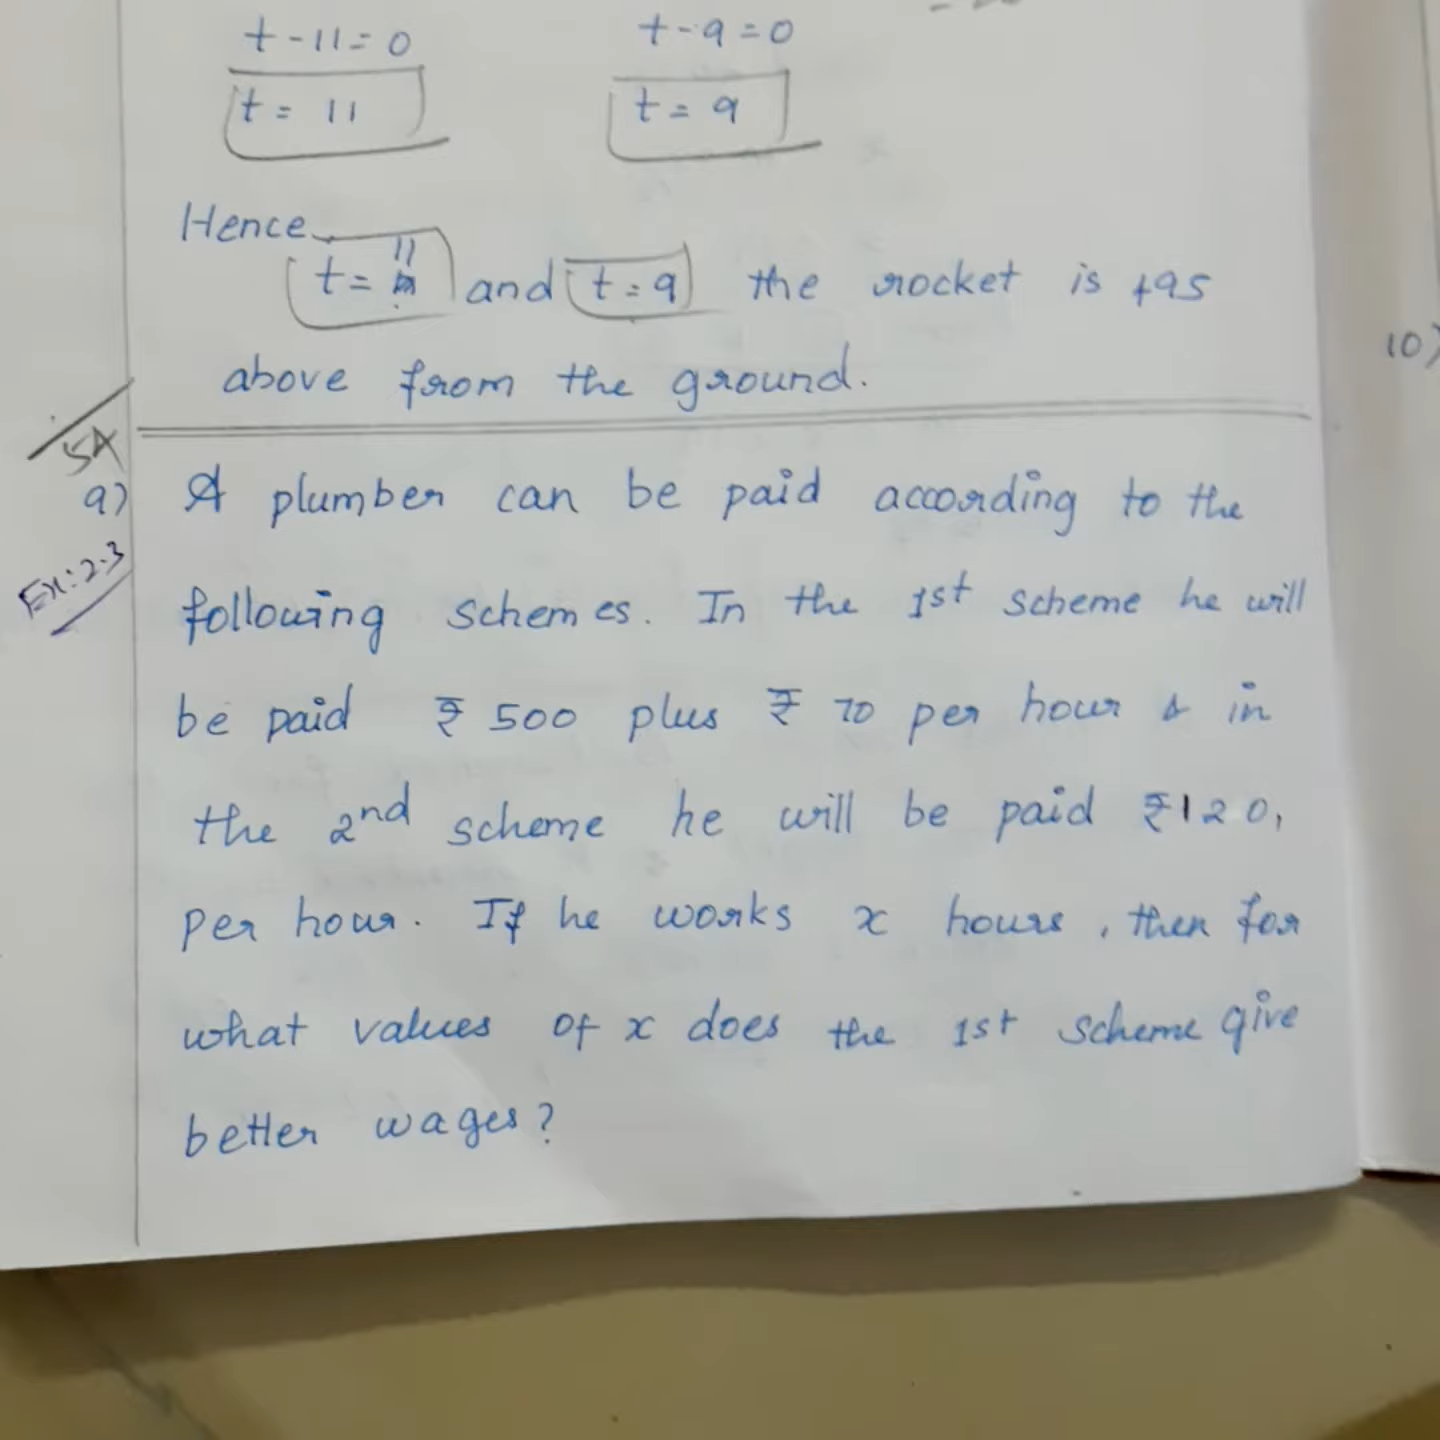 t-11=0 t-9=0
t= 11 t= 9
Hence
t= 11 and t=9 the rocket is 495
above from the ground.
SA
9) A plumber can be paid according to the
Ex:2.3
following schemes. In the 1st scheme he will
be paid ₹ 500 plus ₹ 70 per hour & in
the 2nd scheme he will be paid ₹120,
per hour. If he works x hours, then for
what values of x does the 1st scheme give
better wages?
10)